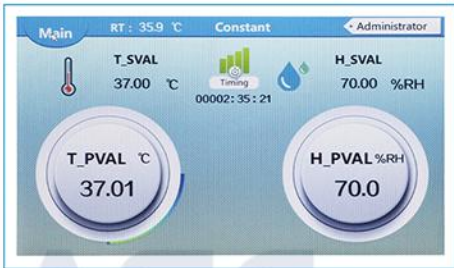 Main
RT : 35.9 ℃
Constant
Administrator
T_SVAL
37.00 ℃
Timing
00002:35:21
H_SVAL
70.00 %RH
T_PVAL ℃
37.01
H_PVAL %RH
70.0